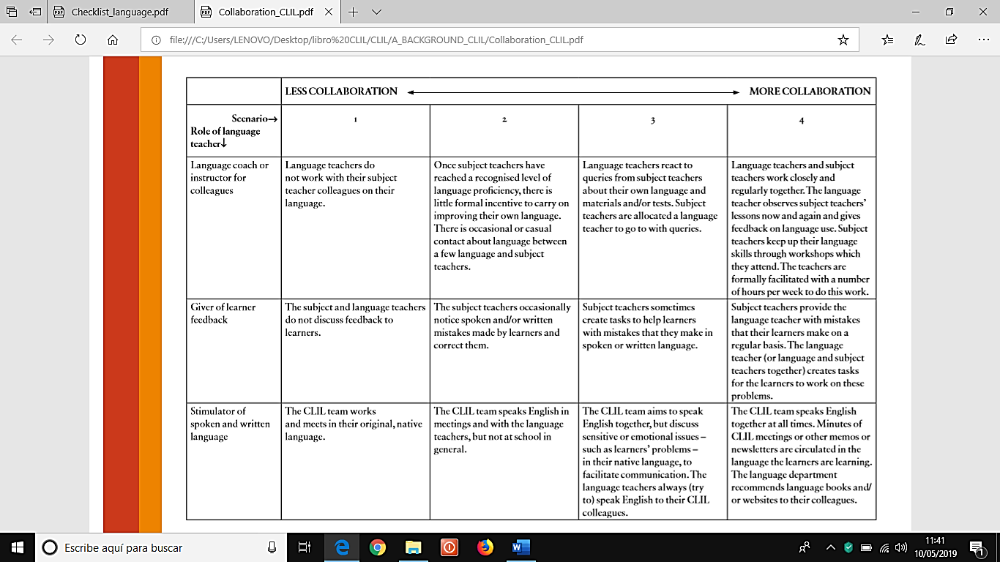 Checklist_language.pdf
Collaboration_CLIL.pdf
file:///C:/Users/LENOVO/Desktop/libro%20CLIL/CLIL/A_BACKGROUND_CLIL/Collaboration_CLIL.pdf
LESS COLLABORATION
MORE COLLABORATION
Scenario→
Role of language
teacher↓
1
2
3
4
Language coach or
instructor for
colleagues
Language teachers do
not work with their subject
teacher colleagues on their
language.
Once subject teachers have
reached a recognised level of
language proficiency, there is
little formal incentive to carry on
improving their own language.
There is occasional or casual
contact about language between
a few language and subject
teachers.
Language teachers react to
queries from subject teachers
about their own language and
materials and/or tests. Subject
teachers are allocated a language
teacher to go to with queries.
Language teachers and subject
teachers work closely and
regularly together. The language
teacher observes subject teachers'
lessons now and again and gives
feedback on language use. Subject
teachers keep up their language
skills through workshops which
they attend. The teachers are
formally facilitated with a number
of hours per week to do this work.
Giver of learner
feedback
The subject and language teachers
do not discuss feedback to
learners.
The subject teachers occasionally
notice spoken and/or written
mistakes made by learners and
correct them.
Subject teachers sometimes
create tasks to help learners
with mistakes that they make in
spoken or written language.
Subject teachers provide the
language teacher with mistakes
that their learners make on a
regular basis. The language
teacher (or language and subject
teachers together) creates tasks
for the learners to work on these
problems.
Stimulator of
spoken and written
language
The CLIL team works
and meets in their original, native
language.
The CLIL team speaks English in
meetings and with the language
teachers, but not at school in
general.
The CLIL team aims to speak
English together, but discuss
sensitive or emotional issues –
such as learners' problems –
in their native language, to
facilitate communication. The
language teachers always (try
to) speak English to their CLIL
colleagues.
The CLIL team speaks English
together at all times. Minutes of
CLIL meetings or other memos or
newsletters are circulated in the
language the learners are learning.
The language department
recommends language books and/
or websites to their colleagues.
Escribe aquí para buscar
11:41
10/05/2019
1